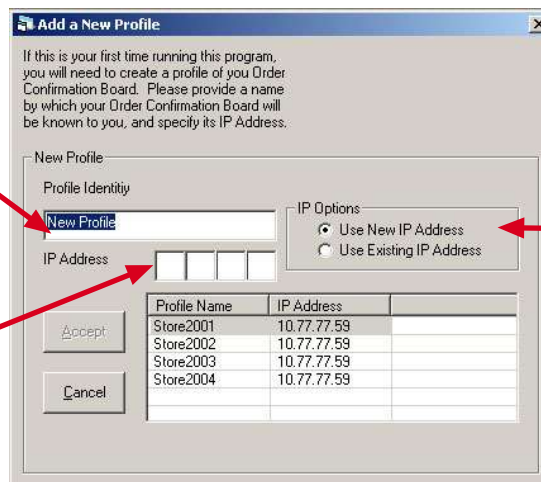 Add a New Profile
If this is your first time running this program,
you will need to create a profile of you Order
Confirmation Board. Please provide a name
by which your Order Confirmation Board will
be known to you, and specify its IP Address.
New Profile
Profile Identitiy
New Profile
IP Options
Use New IP Address
Use Existing IP Address
IP Address
Accept
Cancel
Profile Name IP Address
Store2001 10.77.77.59
Store2002 10.77.77.59
Store2003 10.77.77.59
Store2004 10.77.77.59